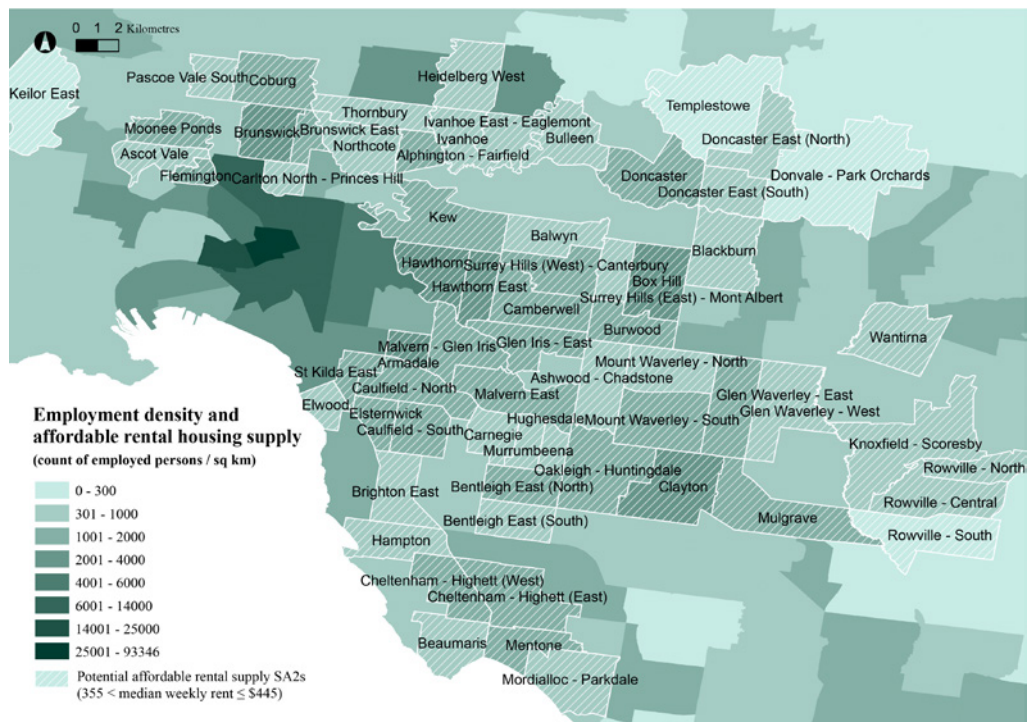 0 1 2 Kilometres
Pascoe Vale South
Coburg
Heidelberg West
Keilor East
Templestowe
Thornbury
Moonee Ponds
Brunswick
Brunswick East
Ivanhoe East - Eaglemont
Ivanhoe
Bulleen
Doncaster East (North)
Northcote
Ascot Vale
Alphington - Fairfield
Flemington
Carlton North - Princes Hill
Doncaster
Donvale - Park Orchards
Doncaster East (South)
Kew
Balwyn
Blackburn
Hawthorn
Surrey Hills (West) - Canterbury
Box Hill
Hawthorn East
Surrey Hills (East) - Mont Albert
Camberwell
Burwood
Wantirna
Malvern - Glen Iris
Glen Iris - East
Armadale
Mount Waverley - North
St Kilda East
Ashwood - Chadstone
Caulfield - North
Malvern East
Glen Waverley - East
Elwood
Elsternwick
Glen Waverley - West
Hughesdale
Mount Waverley - South
Caulfield - South
Carnegie
Knoxfield - Scoresby
Murrumbeena
Oakleigh - Huntingdale
Rowville - North
Bentleigh East (North)
Clayton
Brighton East
Rowville - Central
Mulgrave
Bentleigh East (South)
Rowville - South
Hampton
Cheltenham - Highett (West)
Cheltenham - Highett (East)
Beaumaris
Mentone
Mordialloc - Parkdale
Employment density and
affordable rental housing supply
(count of employed persons / sq km)
0 - 300
301 - 1000
1001 - 2000
2001 - 4000
4001 - 6000
6001 - 14000
14001 - 25000
25001 - 93346
Potential affordable rental supply SA2s
(355 < median weekly rent ≤ $445)